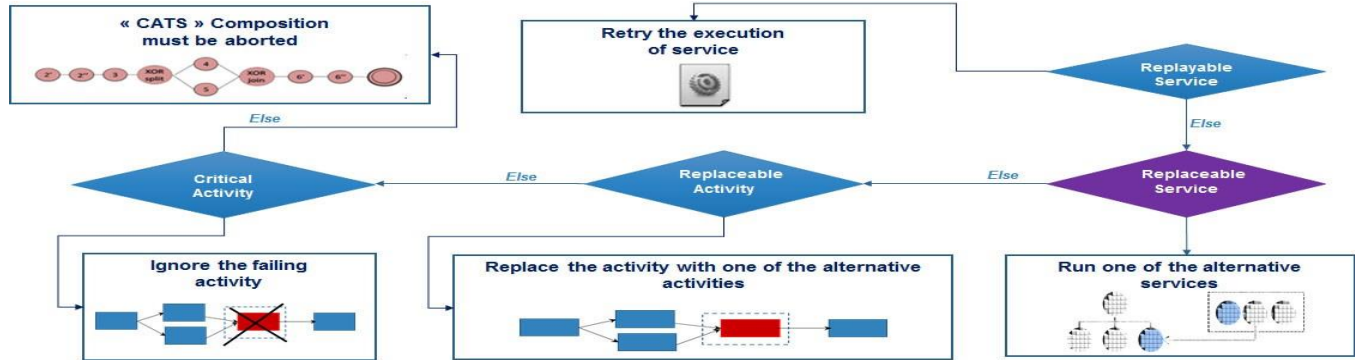 « CATS » Composition
must be aborted
2'
2"
3
XOR
split
4
5
XOR
join
6'
6"
Retry the execution
of service
Replayable
Service
Else
Else
Critical
Activity
Else
Replaceable
Activity
Else
Replaceable
Service
Ignore the failing
activity
Replace the activity with one of the alternative
activities
Run one of the alternative
services